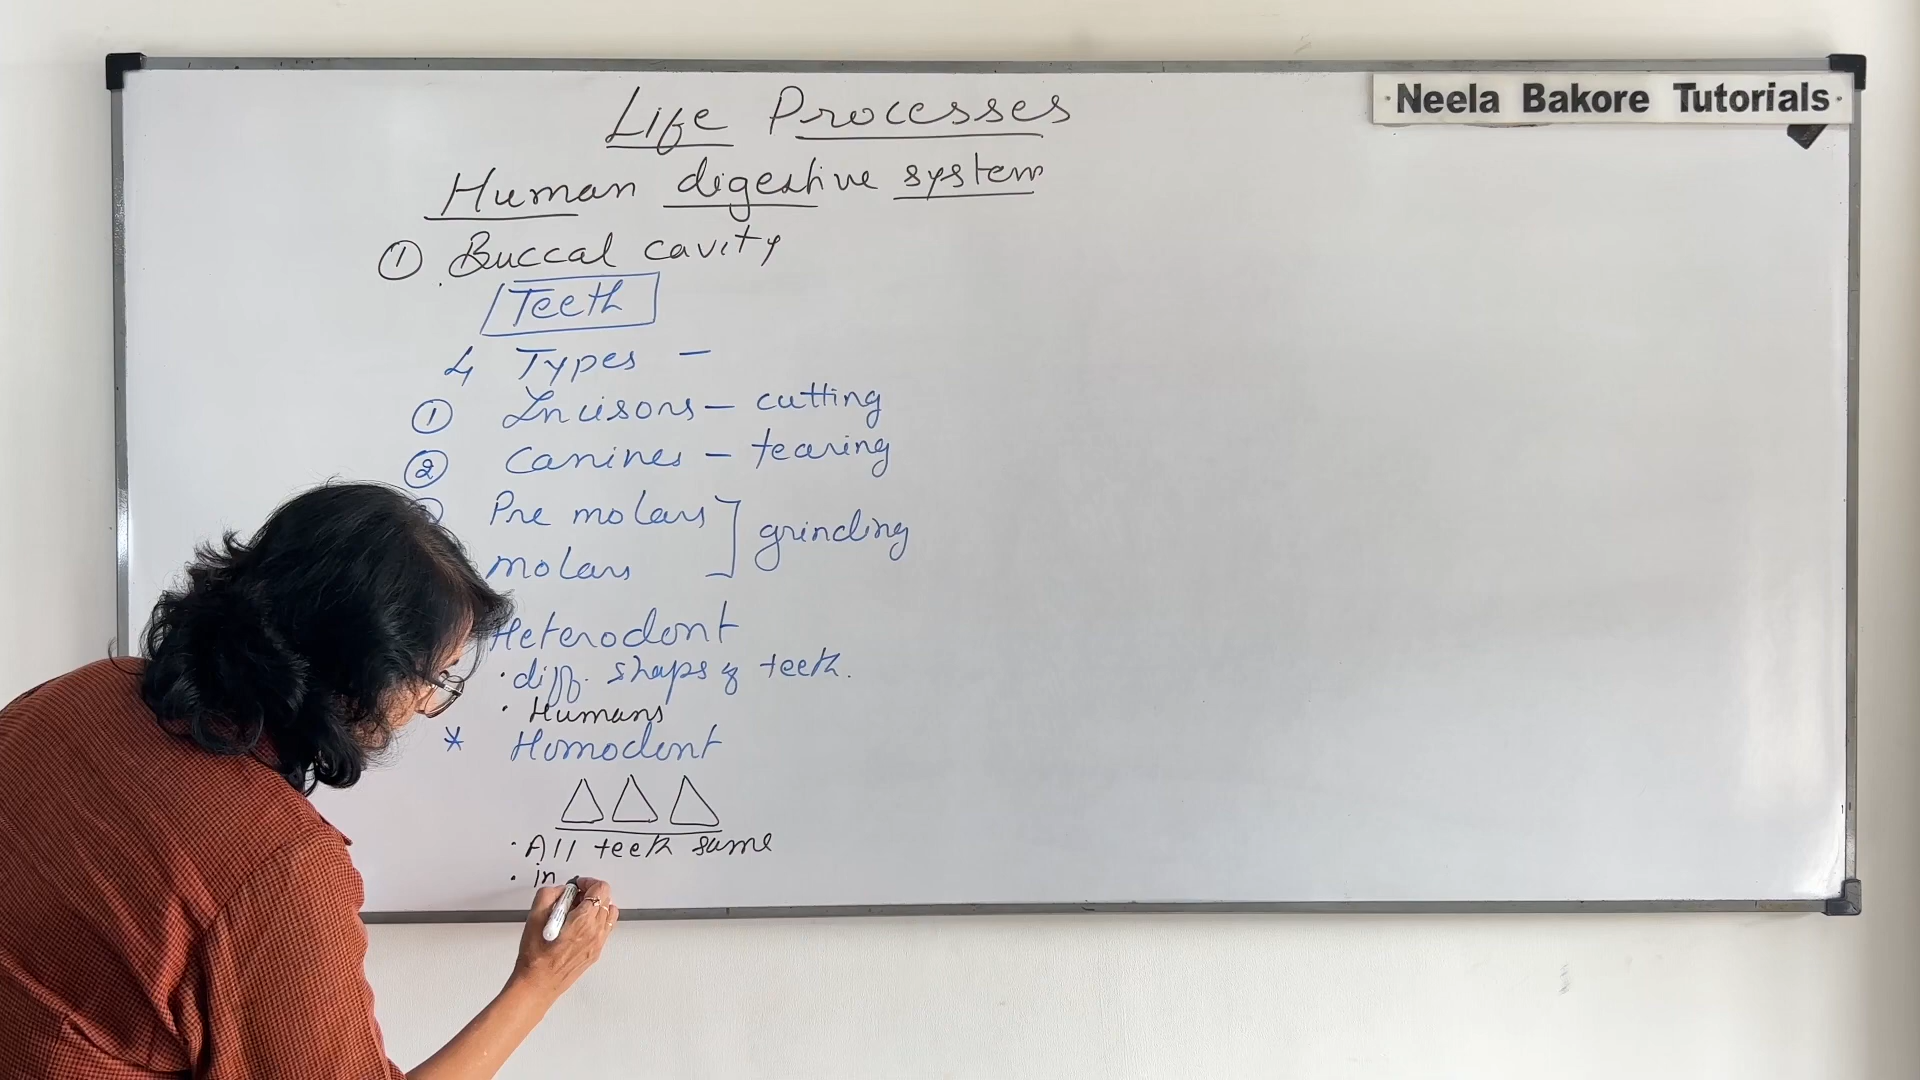 Neela Bakore Tutorials
Life Processes
Human digestive system
① Buccal cavity
Teeth
4 Types -
① Incisors - cutting
② Canines - tearing
Pre molars
molars
grinding
Heterodont
· diff. shaps of teeth.
· Humans
* Homodont
· All teeth same
· in